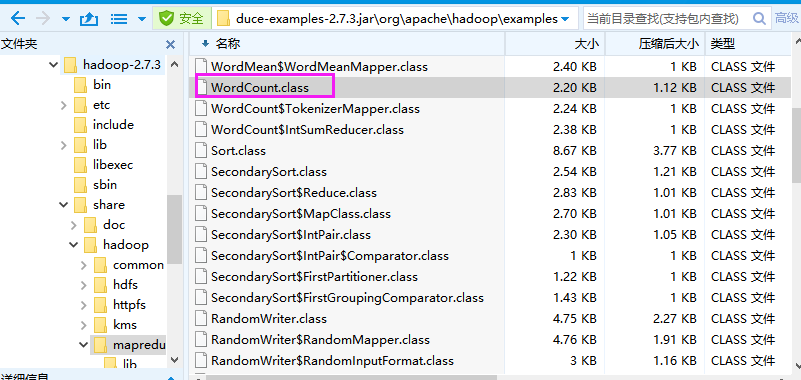 安全 duce-examples-2.7.3.jar\org\apache\hadoop\examples 当前目录查找(支持包内查找) 高级
文件夹
hadoop-2.7.3
bin
etc
include
lib
libexec
sbin
share
doc
hadoop
common
hdfs
httpfs
kms
mapredu
lib
名称 大小 压缩后大小 类型
WordMean$WordMeanMapper.class 2.40 KB 1 KB CLASS 文件
WordCount.class 2.20 KB 1.12 KB CLASS 文件
WordCount$TokenizerMapper.class 2.24 KB 1 KB CLASS 文件
WordCount$IntSumReducer.class 2.38 KB 1 KB CLASS 文件
Sort.class 8.67 KB 3.77 KB CLASS 文件
SecondarySort.class 2.54 KB 1.21 KB CLASS 文件
SecondarySort$Reduce.class 2.83 KB 1.01 KB CLASS 文件
SecondarySort$MapClass.class 2.70 KB 1.01 KB CLASS 文件
SecondarySort$IntPair.class 2.30 KB 1.05 KB CLASS 文件
SecondarySort$IntPair$Comparator.class 1 KB 1 KB CLASS 文件
SecondarySort$FirstPartitioner.class 1.22 KB 1 KB CLASS 文件
SecondarySort$FirstGroupingComparator.class 1.43 KB 1 KB CLASS 文件
RandomWriter.class 4.75 KB 2.27 KB CLASS 文件
RandomWriter$RandomMapper.class 4.76 KB 1.91 KB CLASS 文件
RandomWriter$RandomInputFormat.class 3 KB 1.16 KB CLASS 文件
详细信息